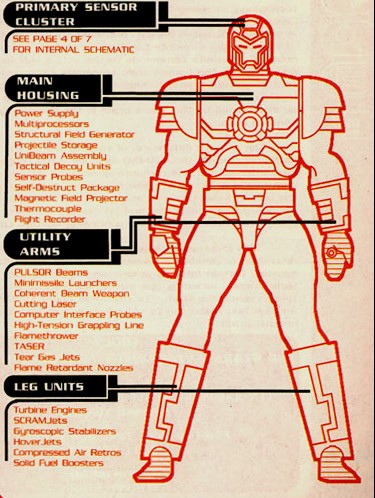 PRIMARY SENSOR
CLUSTER
SEE PAGE 4 OF 7
FOR INTERNAL SCHEMATIC
MAIN
HOUSING
Power Supply
Multiprocessors
Structural Field Generator
Projectile Storage
UniBeam Assembly
Tactical Decoy Units
Sensor Probes
Self-Destruct Package
Magnetic Field Projector
Thermocouple
Flight Recorder
UTILITY
ARMS
PULSOR Beams
Minimissile Launchers
Coherent Beam Weapon
Cutting Laser
Computer Interface Probes
High-Tension Grappling Line
Flamethrower
TASER
Tear Gas Jets
Flame Retardant Nozzles
LEG UNITS
Turbine Engines
SCRAMJets
Gyroscopic Stabilizers
HoverJets
Compressed Air Retros
Solid Fuel Boosters